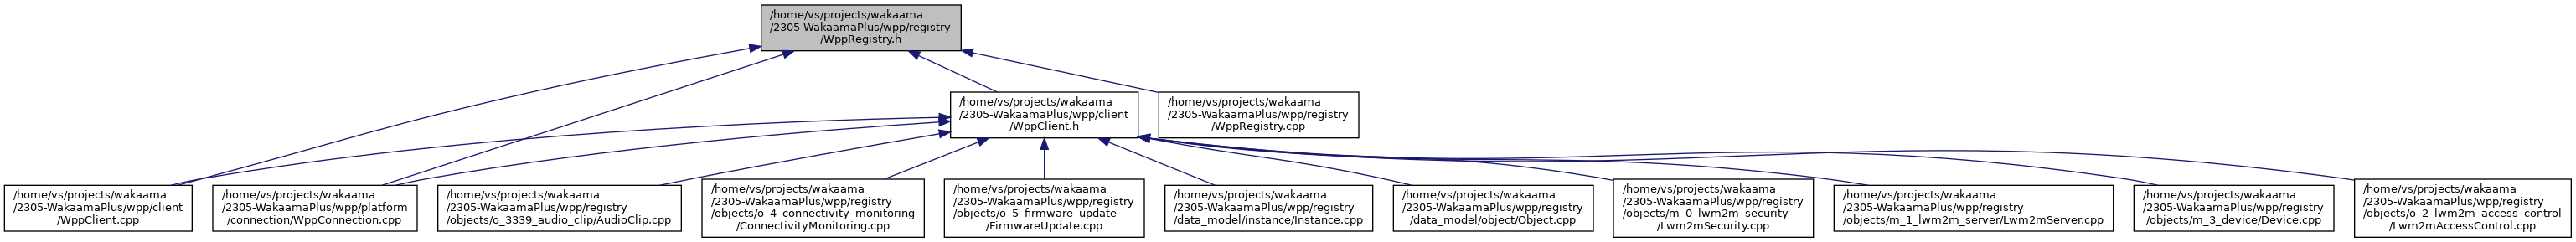 /home/vs/projects/wakaama
/2305-WakaamaPlus/wpp/registry
/WppRegistry.h
/home/vs/projects/wakaama
/2305-WakaamaPlus/wpp/client
/WppClient.h
/home/vs/projects/wakaama
/2305-WakaamaPlus/wpp/registry
/WppRegistry.cpp
/home/vs/projects/wakaama
/2305-WakaamaPlus/wpp/client
/WppClient.cpp
/home/vs/projects/wakaama
/2305-WakaamaPlus/wpp/platform
/connection/WppConnection.cpp
/home/vs/projects/wakaama
/2305-WakaamaPlus/wpp/registry
/objects/o_3339_audio_clip/AudioClip.cpp
/home/vs/projects/wakaama
/2305-WakaamaPlus/wpp/registry
/objects/o_4_connectivity_monitoring
/ConnectivityMonitoring.cpp
/home/vs/projects/wakaama
/2305-WakaamaPlus/wpp/registry
/objects/o_5_firmware_update
/FirmwareUpdate.cpp
/home/vs/projects/wakaama
/2305-WakaamaPlus/wpp/registry
/data_model/instance/Instance.cpp
/home/vs/projects/wakaama
/2305-WakaamaPlus/wpp/registry
/data_model/object/Object.cpp
/home/vs/projects/wakaama
/2305-WakaamaPlus/wpp/registry
/objects/m_0_lwm2m_security
/Lwm2mSecurity.cpp
/home/vs/projects/wakaama
/2305-WakaamaPlus/wpp/registry
/objects/m_1_lwm2m_server/Lwm2mServer.cpp
/home/vs/projects/wakaama
/2305-WakaamaPlus/wpp/registry
/objects/m_3_device/Device.cpp
/home/vs/projects/wakaama
/2305-WakaamaPlus/wpp/registry
/objects/o_2_lwm2m_access_control
/Lwm2mAccessControl.cpp